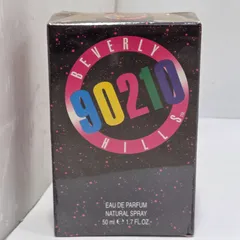 BEVERLY
90210
HILLS®
EAU DE PARFUM
NATURAL SPRAY
50 ml ℮ 1.7 FL.OZ.